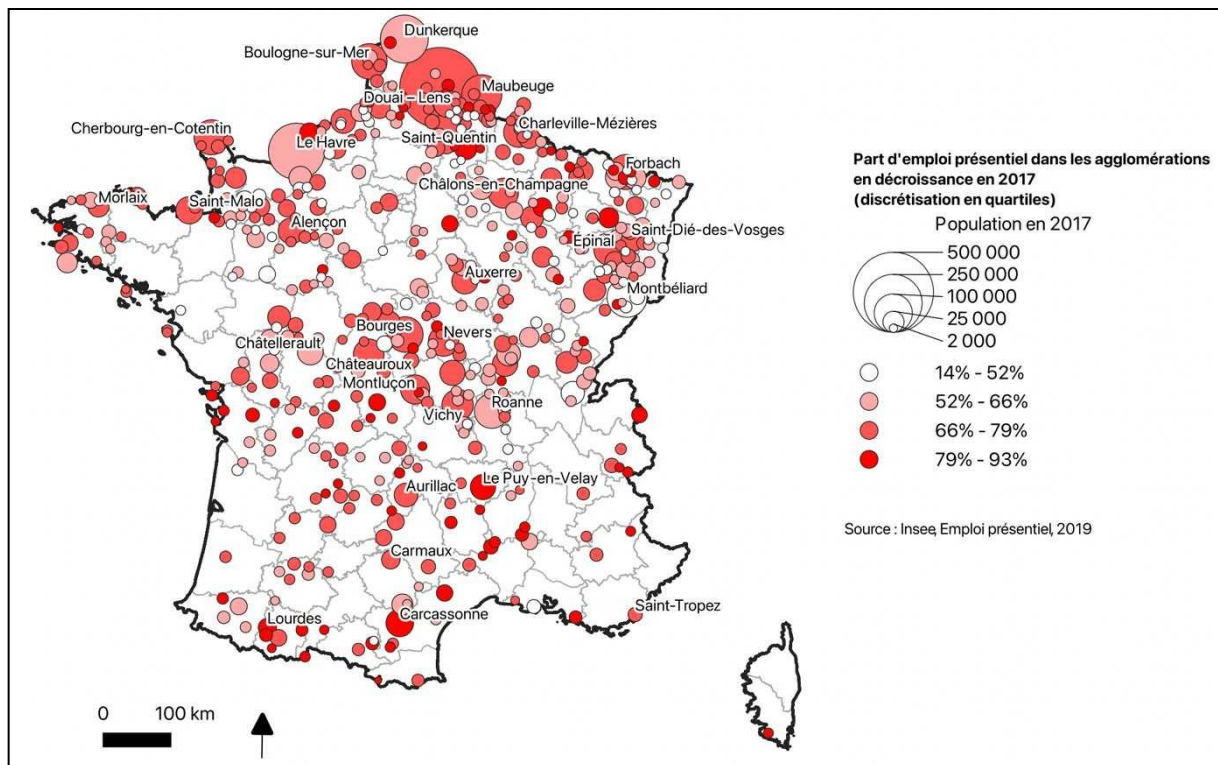 Dunkerque
Boulogne-sur-Mer
Maubeuge
Douai – Lens
Cherbourg-en-Cotentin
Charleville-Mézières
Le Havre
Saint-Quentin
Forbach
Châlons-en-Champagne
Morlaix
Saint-Malo
Alençon
Saint-Dié-des-Vosges
Épinal
Auxerre
Montbéliard
Bourges
Nevers
Châtellerault
Châteauroux
Montluçon
Vichy
Roanne
Aurillac
Le Puy-en-Velay
Carmaux
Saint-Tropez
Lourdes
Carcassonne
0 100 km
Part d'emploi présentiel dans les agglomérations
en décroissance en 2017
(discrétisation en quartiles)
Population en 2017
500 000
250 000
100 000
25 000
2 000
14% - 52%
52% - 66%
66% - 79%
79% - 93%
Source : Insee, Emploi présentiel, 2019